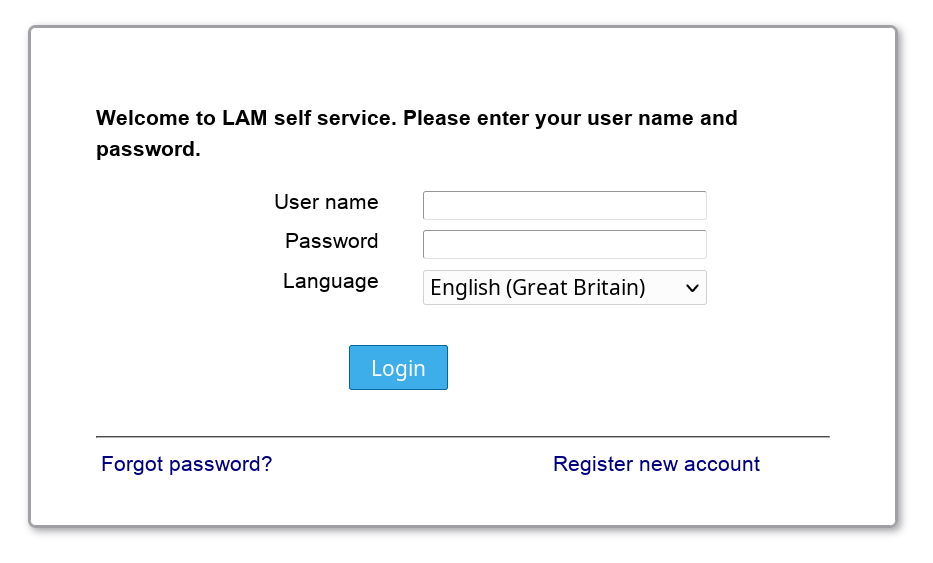 Welcome to LAM self service. Please enter your user name and
password.
User name
Password
Language English (Great Britain)
Login
Forgot password? Register new account